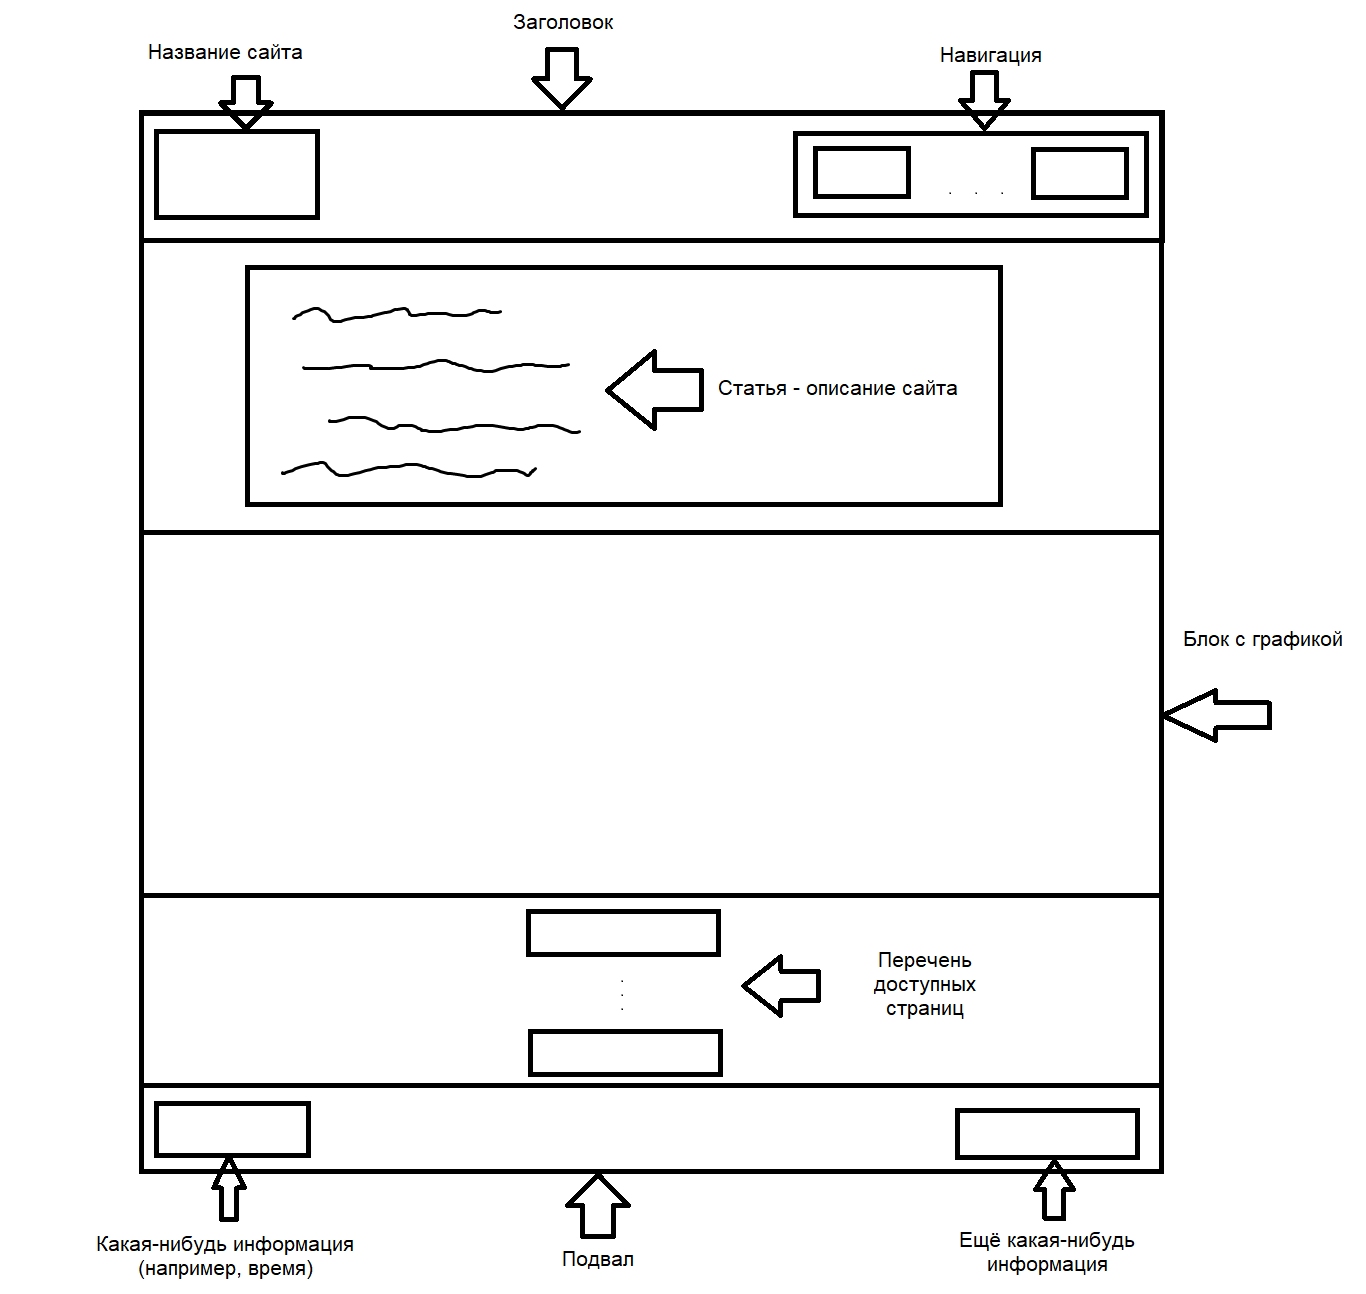 Заголовок
Название сайта
Навигация
. . .
Статья - описание сайта
Блок с графикой
Перечень
доступных
страниц
.
.
.
Какая-нибудь информация
(например, время)
Подвал
Ещё какая-нибудь
информация